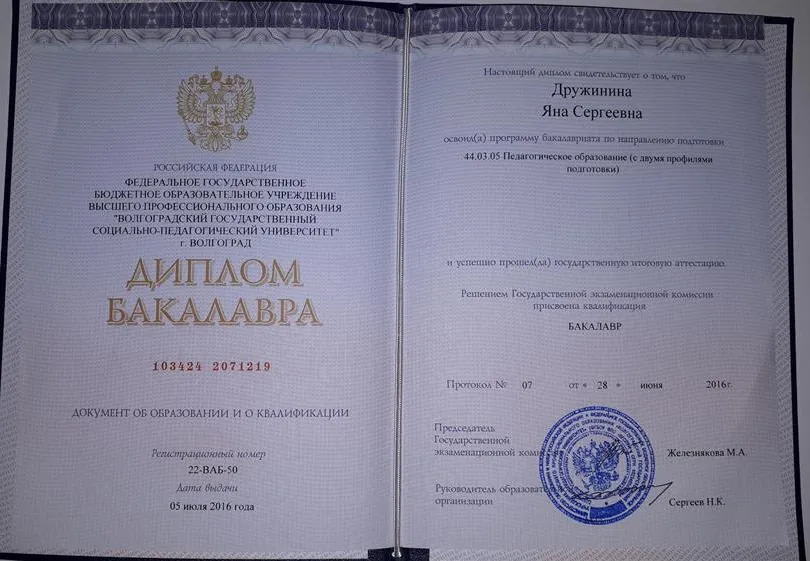 РОССИЙСКАЯ ФЕДЕРАЦИЯ
ФЕДЕРАЛЬНОЕ ГОСУДАРСТВЕННОЕ
БЮДЖЕТНОЕ ОБРАЗОВАТЕЛЬНОЕ УЧРЕЖДЕНИЕ
ВЫСШЕГО ПРОФЕССИОНАЛЬНОГО ОБРАЗОВАНИЯ
"ВОЛГОГРАДСКИЙ ГОСУДАРСТВЕННЫЙ
СОЦИАЛЬНО-ПЕДАГОГИЧЕСКИЙ УНИВЕРСИТЕТ"
г. ВОЛГОГРАД
ДИПЛОМ
БАКАЛАВРА
103424 2071219
ДОКУМЕНТ ОБ ОБРАЗОВАНИИ И О КВАЛИФИКАЦИИ
Регистрационный номер
22-ВАБ-50
Дата выдачи
05 июля 2016 года
Настоящий диплом свидетельствует о том, что
Дружинина
Яна Сергеевна
освоил(а) программу бакалавриата по направлению подготовки
44.03.05 Педагогическое образование (с двумя профилями
подготовки)
и успешно прошел(ла) государственную итоговую аттестацию.
Решением Государственной экзаменационной комиссии
присвоена квалификация
БАКАЛАВР
Протокол № 07 от « 28 » июня 2016г.
Председатель
Государственной
экзаменационной Железнякова М.А.
Руководитель
организации Сергеев Н.К.